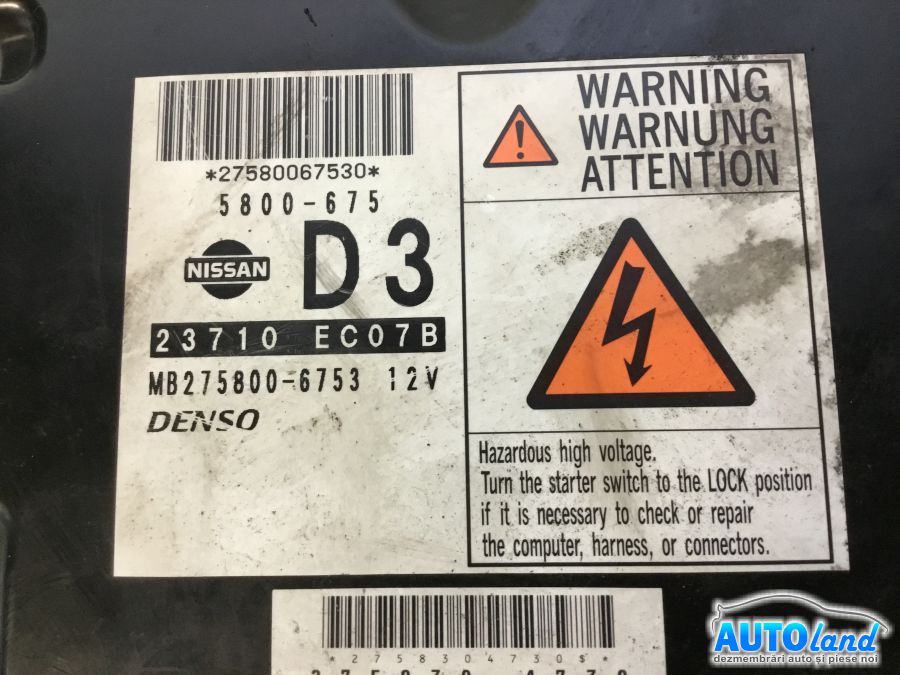 *27580067530*
5800-675
NISSAN
D3
23710 EC07B
MB275800-6753 12V
DENSO
WARNING
WARNUNG
ATTENTION
Hazardous high voltage.
Turn the starter switch to the LOCK position
if it is necessary to check or repair
the computer, harness, or connectors.
*2758304730$*
AUTOland
dezmembrări auto și piese noi